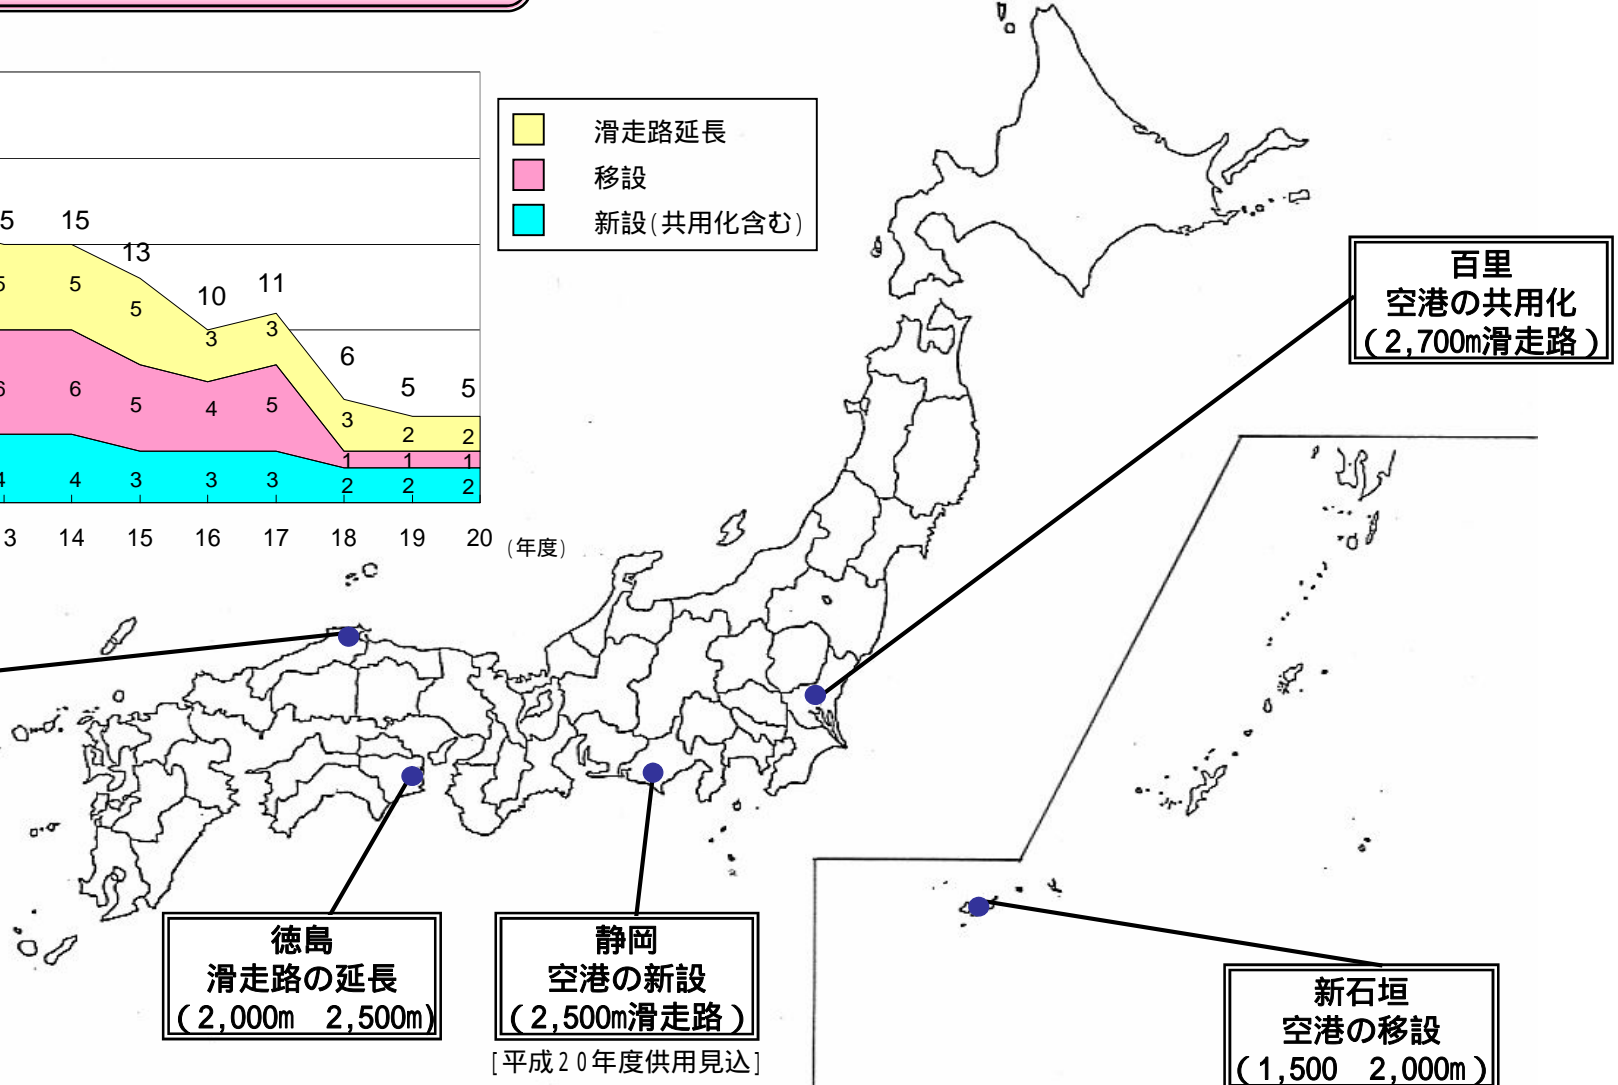 滑走路延長
移設
新設(共用化含む)
5 15 13 10 11 6 5 5
5 5 5 3 3 3 2 2
6 6 5 4 5 1 1 1
4 4 3 3 3 2 2 2
3 14 15 16 17 18 19 20 (年度)
百里
空港の共用化
(2,700m滑走路)
徳島
滑走路の延長
(2,000m 2,500m)
静岡
空港の新設
(2,500m滑走路)
[平成20年度供用見込]
新石垣
空港の移設
(1,500 2,000m)